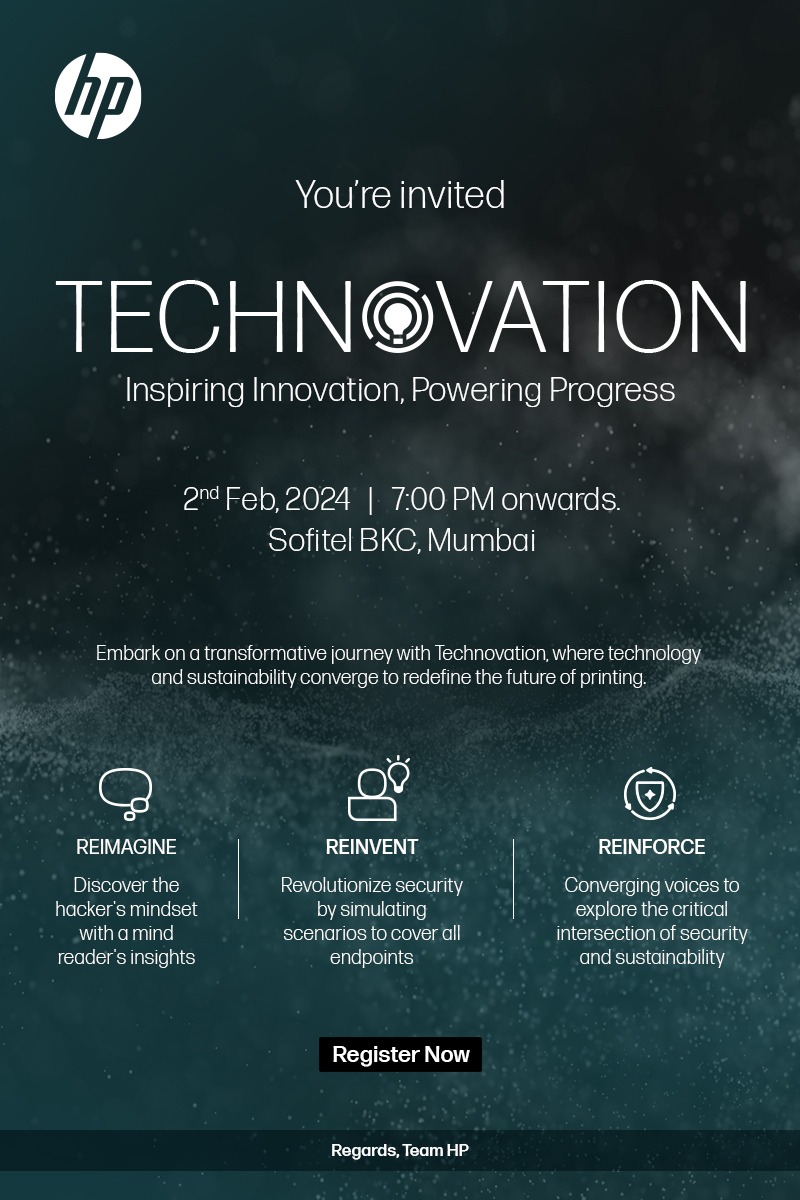 hp
You're invited
TECHNOVATION
Inspiring Innovation, Powering Progress
2nd Feb, 2024 | 7:00 PM onwards.
Sofitel BKC, Mumbai
Embark on a transformative journey with Technovation, where technology
and sustainability converge to redefine the future of printing.
REIMAGINE
Discover the
hacker's mindset
with a mind
reader's insights
REINVENT
Revolutionize security
by simulating
scenarios to cover all
endpoints
REINFORCE
Converging voices to
explore the critical
intersection of security
and sustainability
Register Now
Regards, Team HP